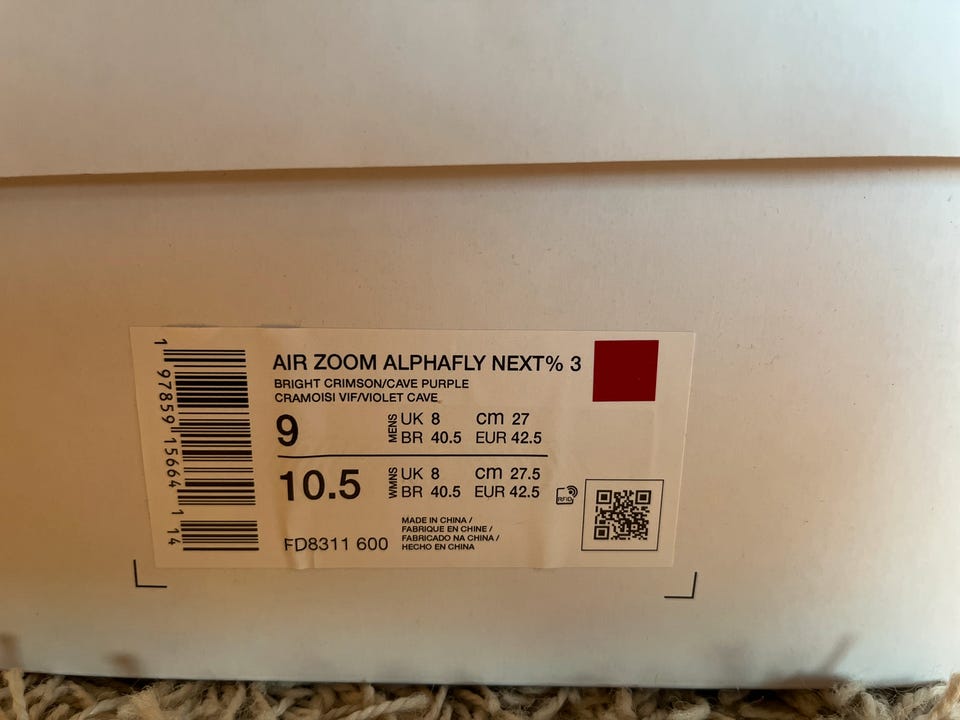 AIR ZOOM ALPHAFLY NEXT% 3
BRIGHT CRIMSON/CAVE PURPLE
CRAMOISI VIF/VIOLET CAVE
9 MENS UK 8 cm 27
BR 40.5 EUR 42.5
10.5 WMNS UK 8 cm 27.5
BR 40.5 EUR 42.5
RFID
FD8311 600
MADE IN CHINA /
FABRIQUE EN CHINE /
FABRICADO NA CHINA /
HECHO EN CHINA
1 97859 15664 1 14